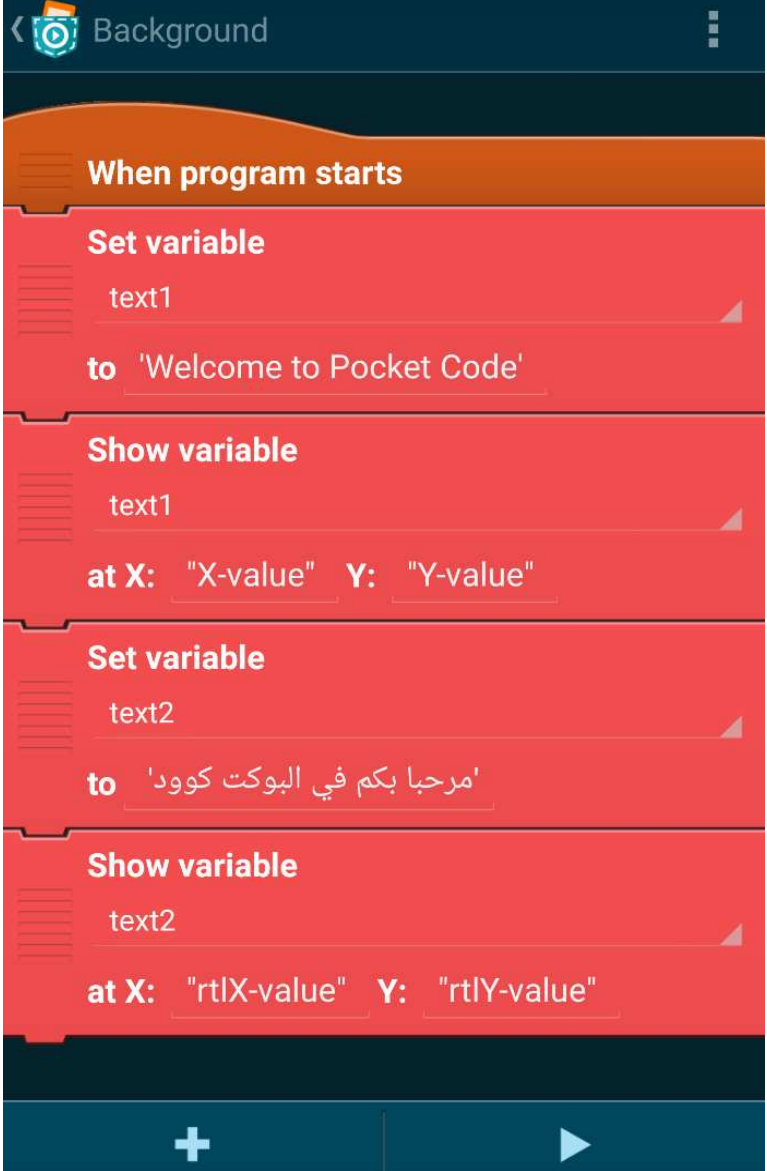 Background
When program starts
Set variable
text1
to 'Welcome to Pocket Code'
Show variable
text1
at X: "X-value" Y: "Y-value"
Set variable
text2
to 'مرحبا بكم في البوكت كوود'
Show variable
text2
at X: "rtlX-value" Y: "rtlY-value"